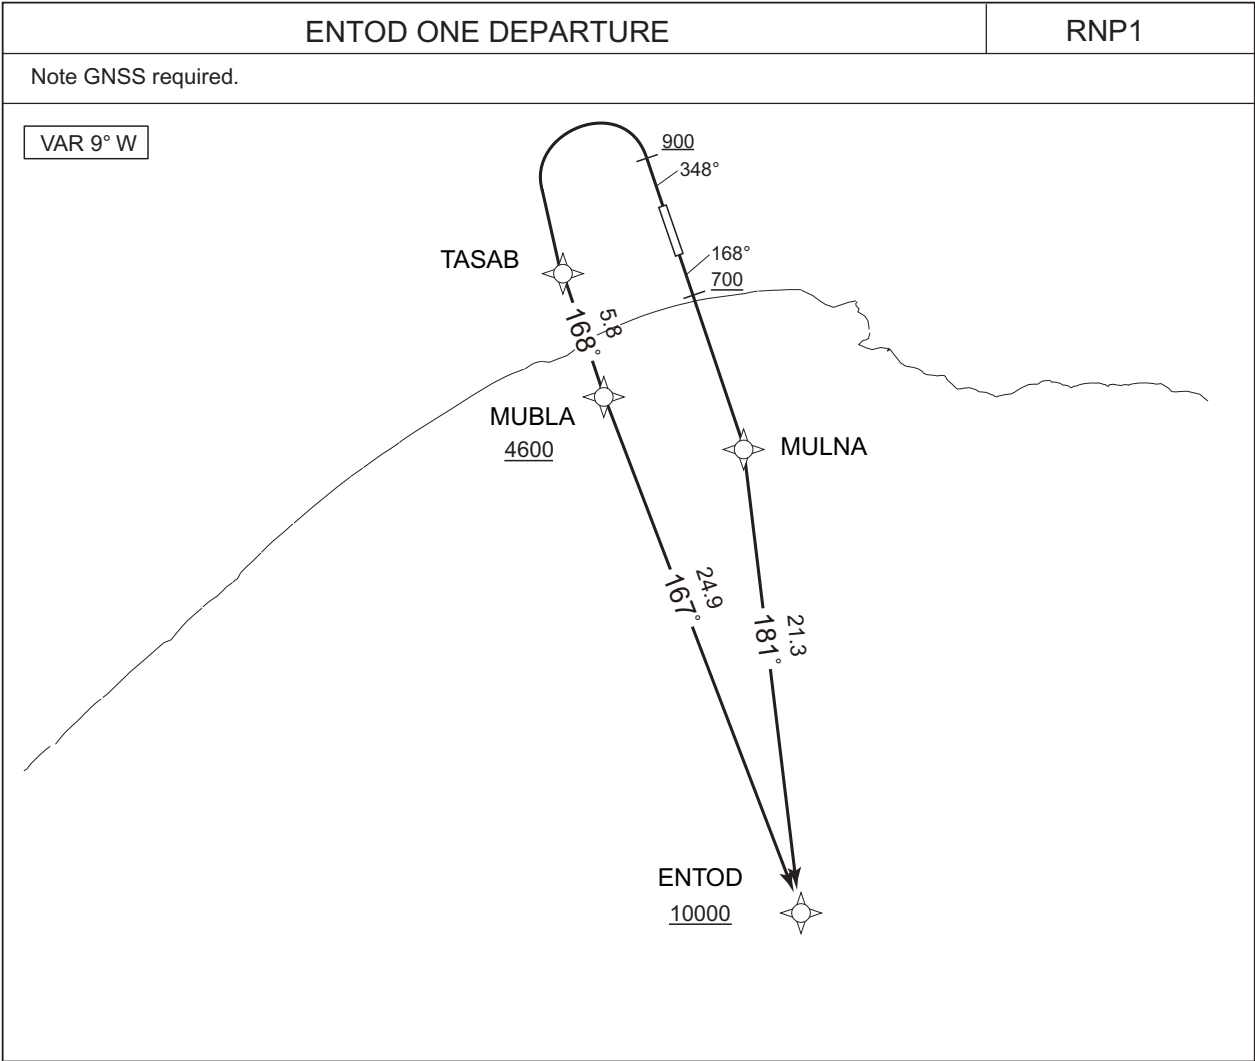 ENTOD ONE DEPARTURE
RNP1
Note GNSS required.
VAR 9° W
900
348°
TASAB
168°
700
5.8
168°
MUBLA
4600
MULNA
24.9
167°
21.3
181°
ENTOD
10000